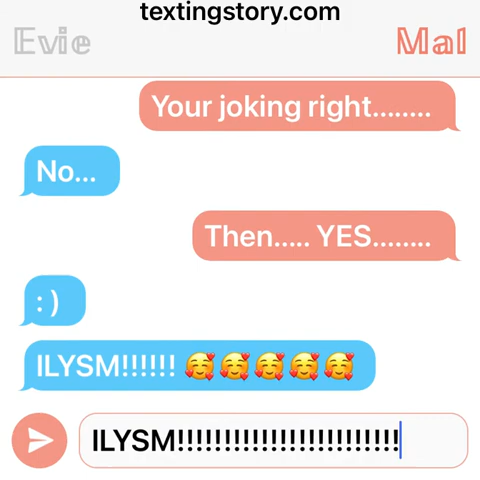 textingstory.com
Evie
Mal
Your joking right........
No...
Then..... YES........
: )
ILYSM!!!!!! 🥰🥰🥰🥰🥰
ILYSM!!!!!!!!!!!!!!!!!!!!!!!!